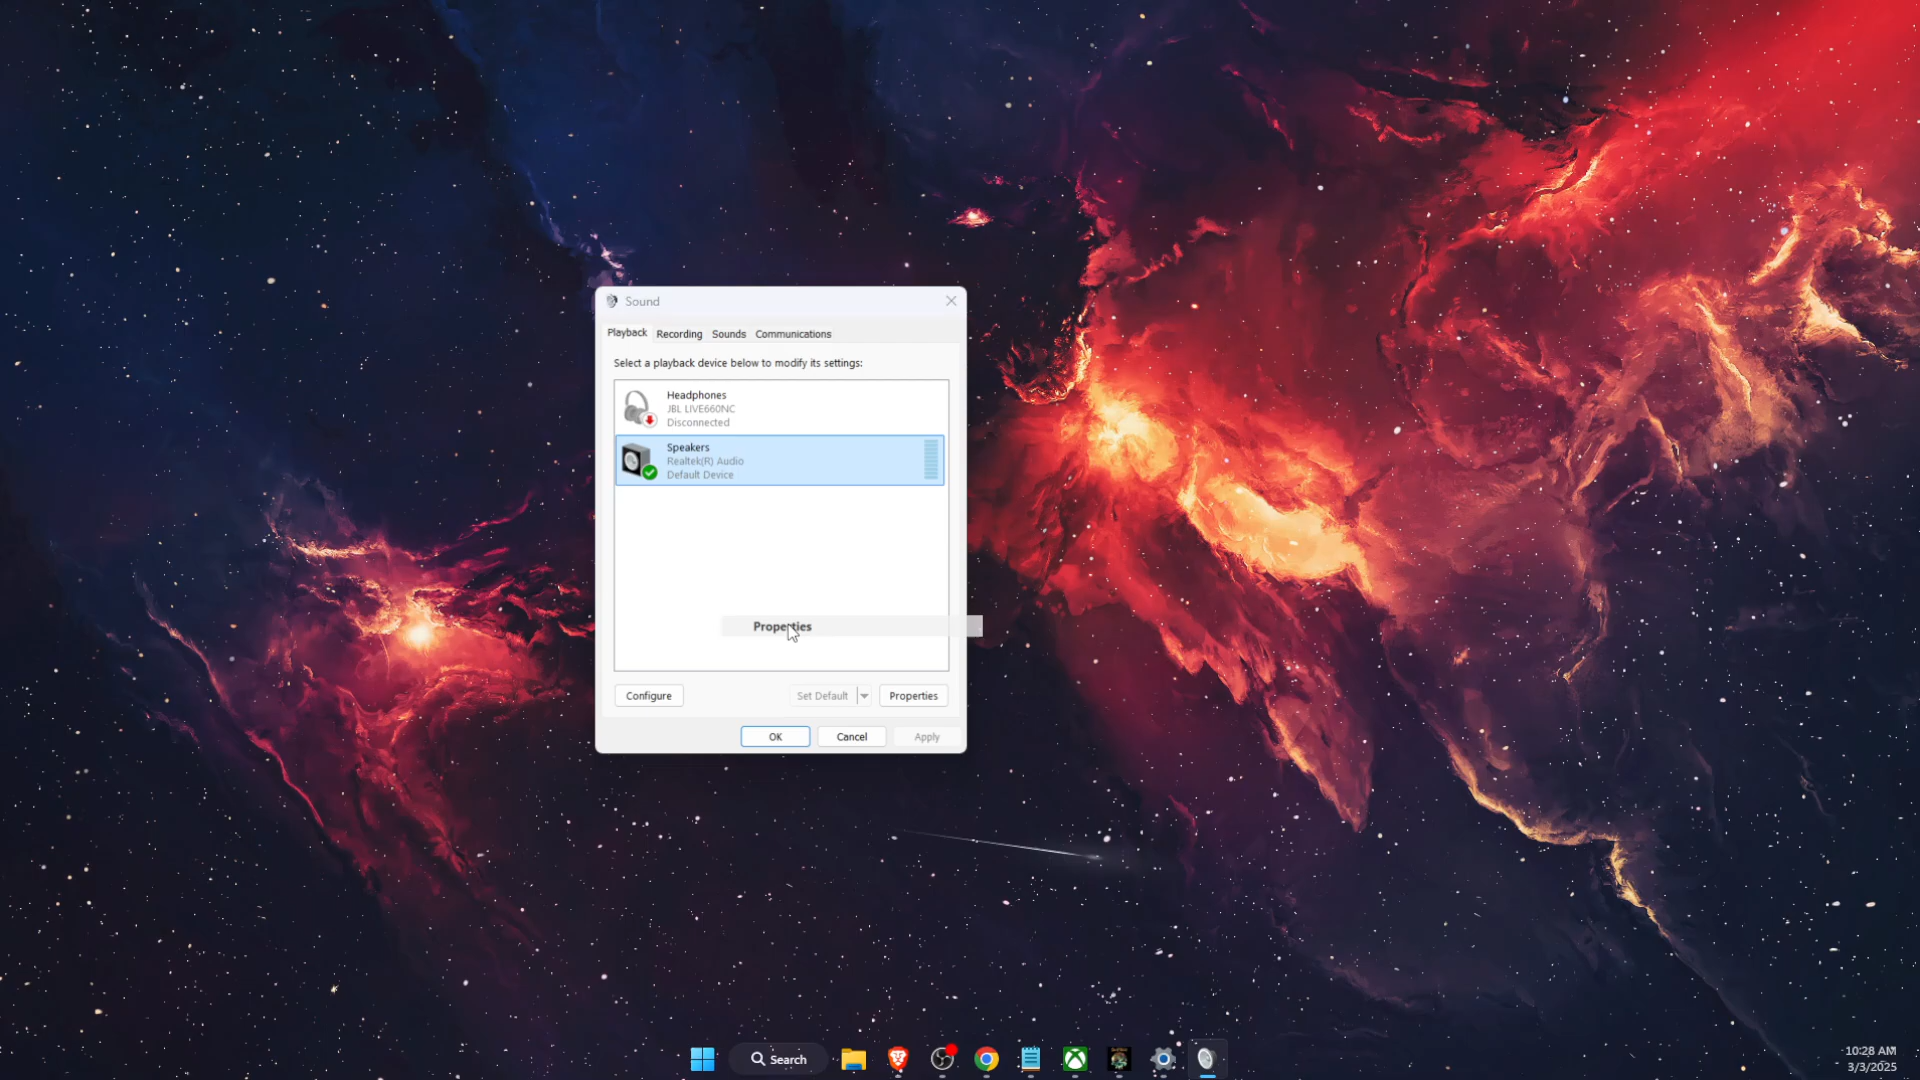 Sound
Playback Recording Sounds Communications
Select a playback device below to modify its settings:
Headphones
JBL LIVE660NC
Disconnected
Speakers
Realtek(R) Audio
Default Device
Properties
Configure Set Default Properties
OK Cancel Apply
Search
10:28 AM
3/3/2025